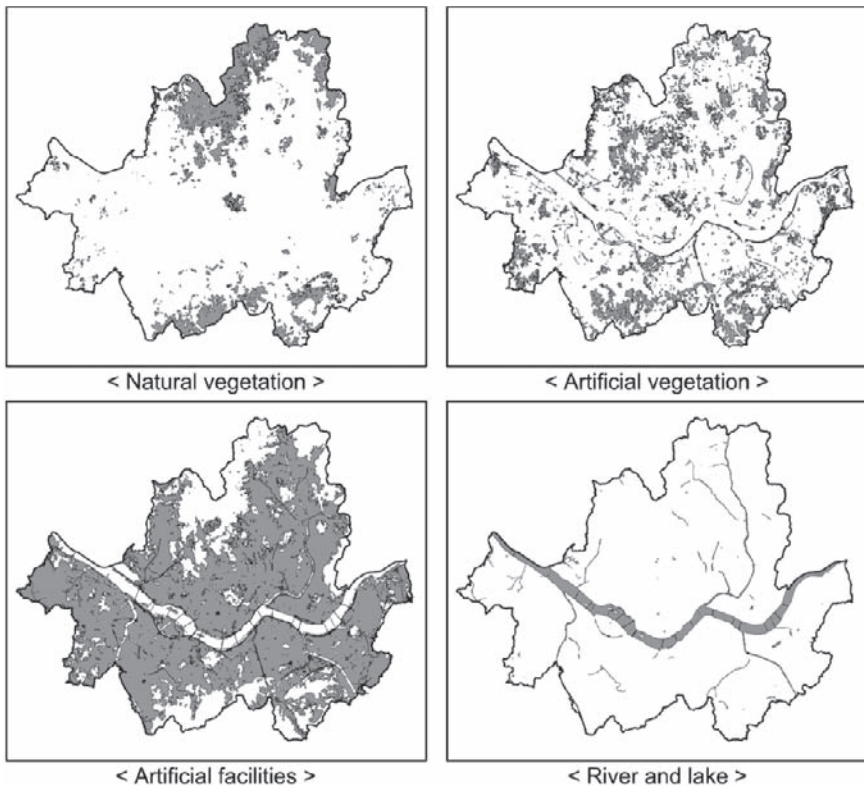 < Natural vegetation >
< Artificial vegetation >
< Artificial facilities >
< River and lake >